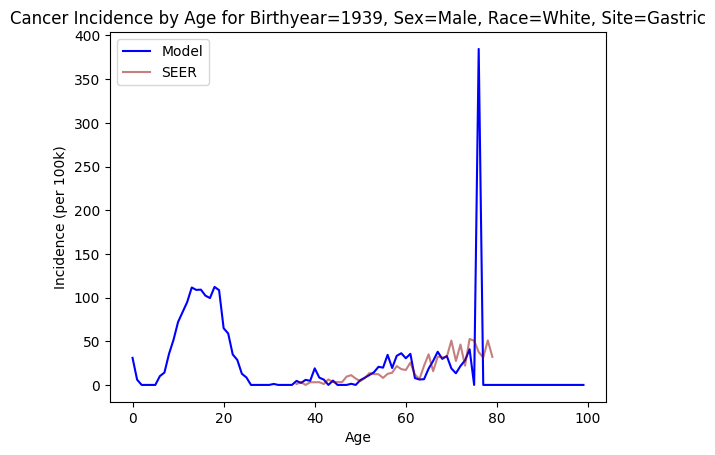 Cancer Incidence by Age for Birthyear=1939, Sex=Male, Race=White, Site=Gastric
Model
SEER
400
350
300
250
200
150
100
50
0
Incidence (per 100k)
0 20 40 60 80 100
Age